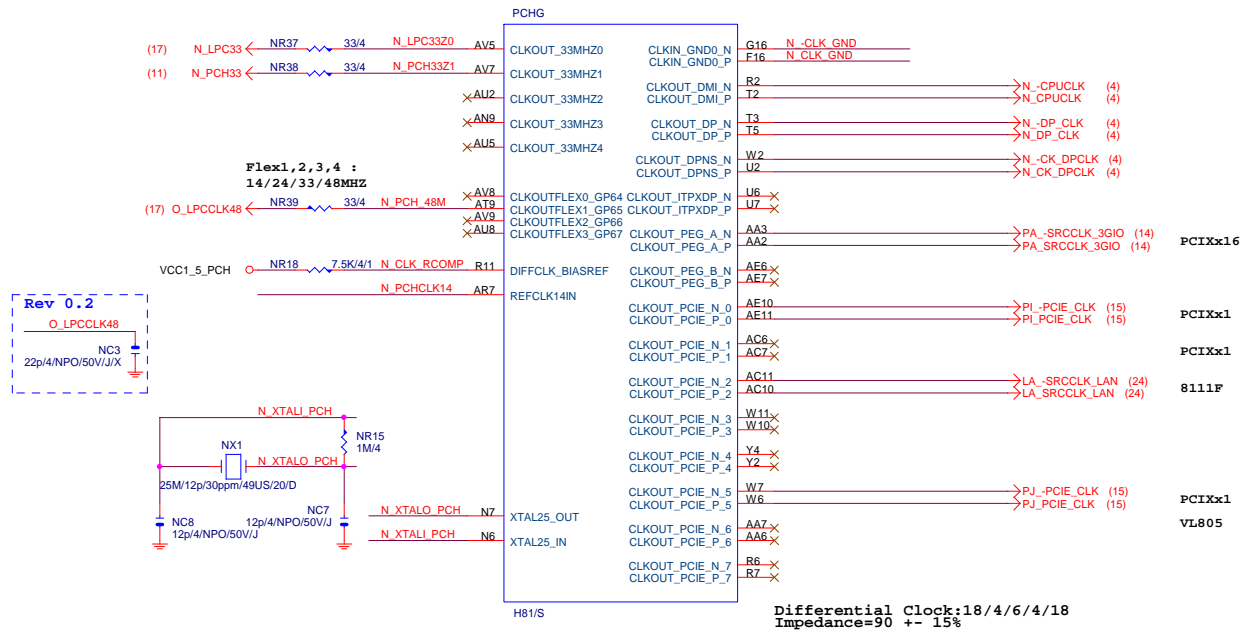 PCHG
(17) N_LPC33 NR37 33/4 N_LPC33Z0 AV5 CLKOUT_33MHZ0
(11) N_PCH33 NR38 33/4 N_PCH33Z1 AV7 CLKOUT_33MHZ1
AU2 CLKOUT_33MHZ2
AN9 CLKOUT_33MHZ3
AU5 CLKOUT_33MHZ4
Flex1,2,3,4 :
14/24/33/48MHZ
AV8 CLKOUTFLEX0_GP64
(17) O_LPCCLK48 NR39 33/4 N_PCH_48M AT9 CLKOUTFLEX1_GP65
AV9 CLKOUTFLEX2_GP66
AU8 CLKOUTFLEX3_GP67
VCC1_5_PCH NR18 7.5K/4/1 N_CLK_RCOMP R11 DIFFCLK_BIASREF
N_PCHCLK14 AR7 REFCLK14IN
Rev 0.2
O_LPCCLK48
NC3
22p/4/NPO/50V/J/X
N_XTALI_PCH
NR15
1M/4
NX1
N_XTALO_PCH
25M/12p/30ppm/49US/20/D
NC8
12p/4/NPO/50V/J
NC7
12p/4/NPO/50V/J
N_XTALO_PCH N7 XTAL25_OUT
N_XTALI_PCH N6 XTAL25_IN
CLKIN_GND0_N G16 N_-CLK_GND
CLKIN_GND0_P F16 N_CLK_GND
CLKOUT_DMI_N R2 N_-CPUCLK (4)
CLKOUT_DMI_P T2 N_CPUCLK (4)
CLKOUT_DP_N T3 N_-DP_CLK (4)
CLKOUT_DP_P T5 N_DP_CLK (4)
CLKOUT_DPNS_N W2 N_-CK_DPCLK (4)
CLKOUT_DPNS_P U2 N_CK_DPCLK (4)
CLKOUT_ITPXDP_N U6
CLKOUT_ITPXDP_P U7
CLKOUT_PEG_A_N AA3 PA_-SRCCLK_3GIO (14)
CLKOUT_PEG_A_P AA2 PA_SRCCLK_3GIO (14)
PCIXx16
CLKOUT_PEG_B_N AE6
CLKOUT_PEG_B_P AE7
CLKOUT_PCIE_N_0 AE10 PI_-PCIE_CLK (15)
CLKOUT_PCIE_P_0 AE11 PI_PCIE_CLK (15)
PCIXx1
CLKOUT_PCIE_N_1 AC6
CLKOUT_PCIE_P_1 AC7
PCIXx1
CLKOUT_PCIE_N_2 AC11 LA_-SRCCLK_LAN (24)
CLKOUT_PCIE_P_2 AC10 LA_SRCCLK_LAN (24)
8111F
CLKOUT_PCIE_N_3 W11
CLKOUT_PCIE_P_3 W10
CLKOUT_PCIE_N_4 Y4
CLKOUT_PCIE_P_4 Y2
CLKOUT_PCIE_N_5 W7 PJ_-PCIE_CLK (15)
CLKOUT_PCIE_P_5 W6 PJ_PCIE_CLK (15)
PCIXx1
VL805
CLKOUT_PCIE_N_6 AA7
CLKOUT_PCIE_P_6 AA6
CLKOUT_PCIE_N_7 R6
CLKOUT_PCIE_P_7 R7
H81/S
Differential Clock:18/4/6/4/18
Impedance=90 +- 15%